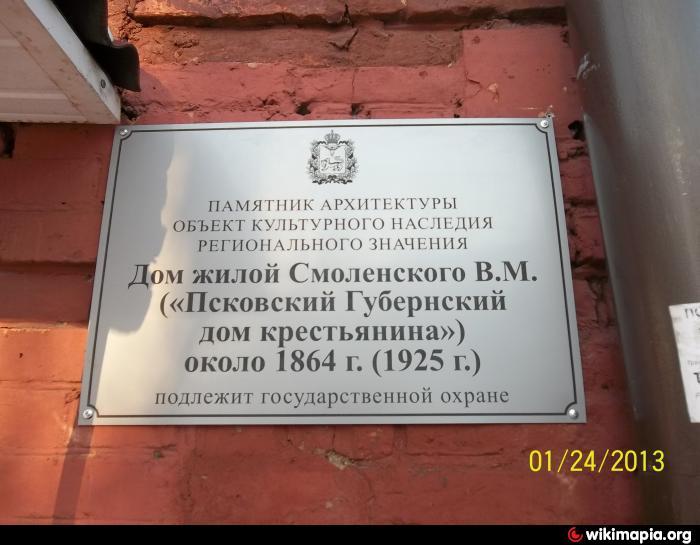 ПАМЯТНИК АРХИТЕКТУРЫ
ОБЪЕКТ КУЛЬТУРНОГО НАСЛЕДИЯ
РЕГИОНАЛЬНОГО ЗНАЧЕНИЯ
Дом жилой Смоленского В.М.
(«Псковский Губернский
дом крестьянина»)
около 1864 г. (1925 г.)
подлежит государственной охране
01/24/2013
wikimapia.org